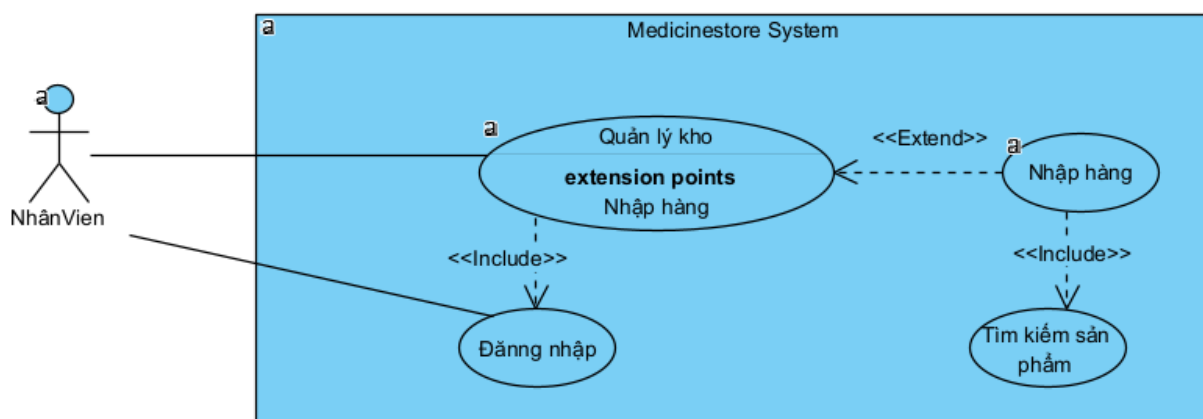 a
Medicinestore System
a
NhânVien
a
Quản lý kho
extension points
Nhập hàng
<<Extend>>
a
Nhập hàng
<<Include>>
<<Include>>
Đănng nhập
Tìm kiếm sản
phẩm